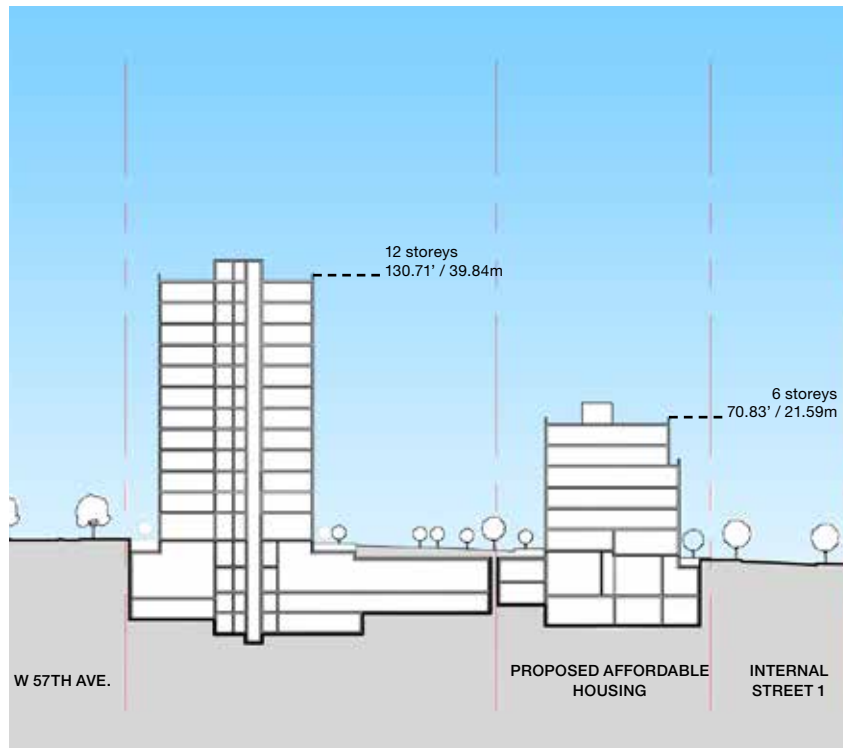 12 storeys
130.71’ / 39.84m
6 storeys
70.83’ / 21.59m
W 57TH AVE.
PROPOSED AFFORDABLE
HOUSING
INTERNAL
STREET 1